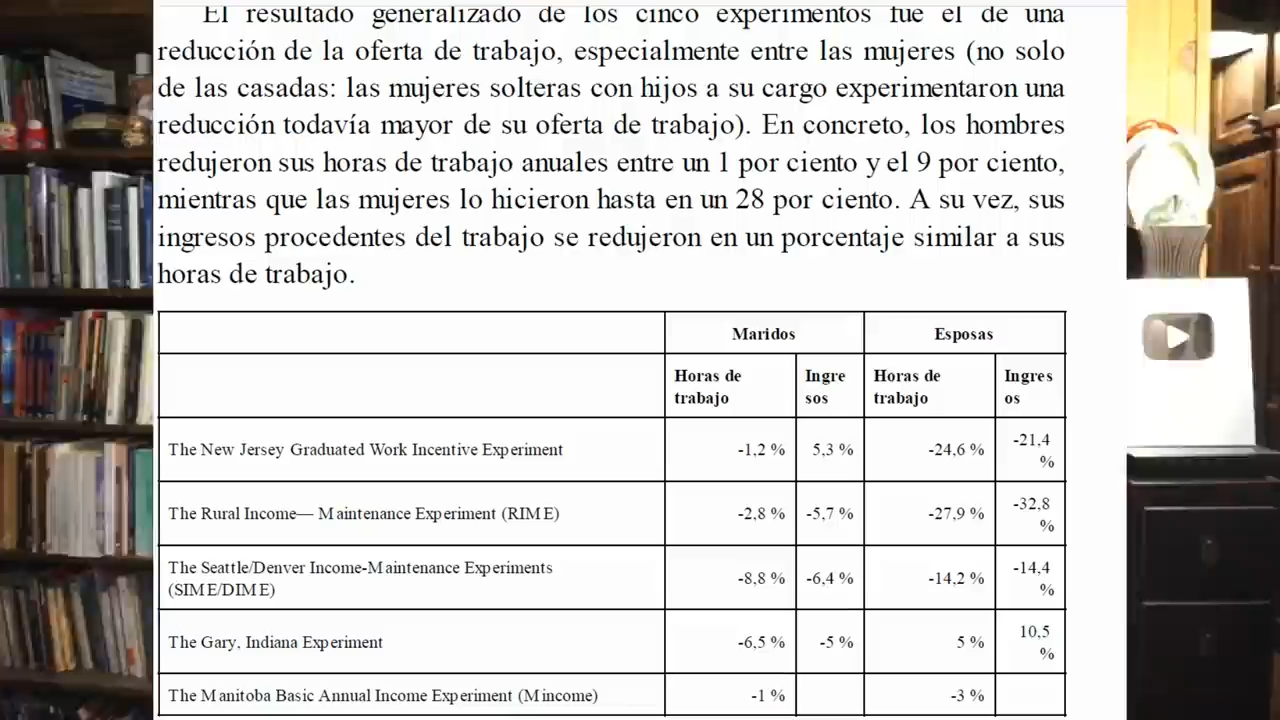 El resultado generalizado de los cinco experimentos fue el de una
reducción de la oferta de trabajo, especialmente entre las mujeres (no solo
de las casadas: las mujeres solteras con hijos a su cargo experimentaron una
reducción todavía mayor de su oferta de trabajo). En concreto, los hombres
redujeron sus horas de trabajo anuales entre un 1 por ciento y el 9 por ciento,
mientras que las mujeres lo hicieron hasta en un 28 por ciento. A su vez, sus
ingresos procedentes del trabajo se redujeron en un porcentaje similar a sus
horas de trabajo.
Maridos Esposas
Horas de trabajo Ingre sos Horas de trabajo Ingres os
The New Jersey Graduated Work Incentive Experiment -1,2 % 5,3 % -24,6 % -21,4 %
The Rural Income— Maintenance Experiment (RIME) -2,8 % -5,7 % -27,9 % -32,8 %
The Seattle/Denver Income-Maintenance Experiments
(SIME/DIME) -8,8 % -6,4 % -14,2 % -14,4 %
The Gary, Indiana Experiment -6,5 % -5 % 5 % 10,5 %
The Manitoba Basic Annual Income Experiment (Mincome) -1 % -3 %